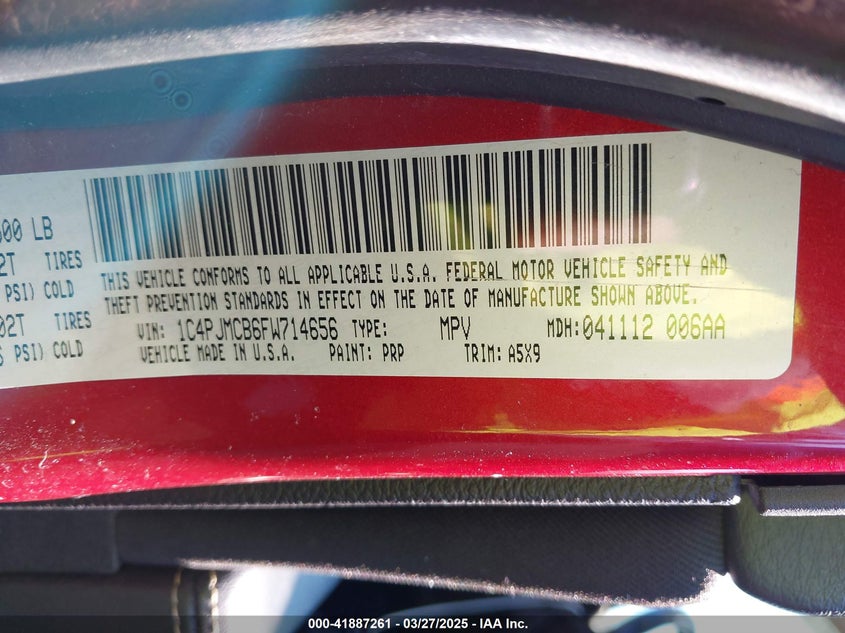 600 LB
2T TIRES
PSI) COLD
02T TIRES
PSI) COLD
THIS VEHICLE CONFORMS TO ALL APPLICABLE U.S.A. FEDERAL MOTOR VEHICLE SAFETY AND
THEFT PREVENTION STANDARDS IN EFFECT ON THE DATE OF MANUFACTURE SHOWN ABOVE.
VIN: 1C4PJMCB6FW714656 TYPE: MPV MDH: 041112 006AA
VEHICLE MADE IN U.S.A. PAINT: PRP TRIM: A5X9
000-41887261 - 03/27/2025 - IAA Inc.